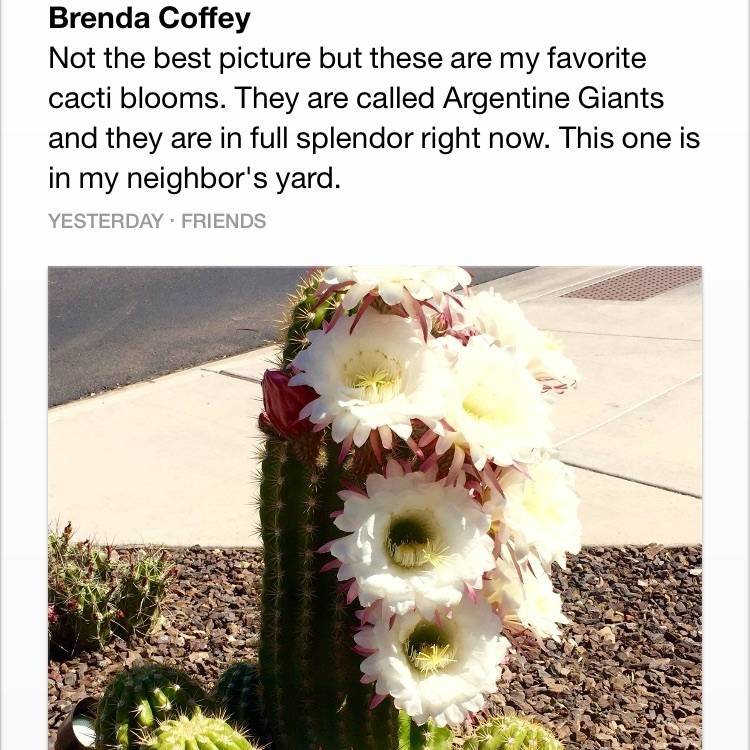 Brenda Coffey
Not the best picture but these are my favorite
cacti blooms. They are called Argentine Giants
and they are in full splendor right now. This one is
in my neighbor's yard.
YESTERDAY · FRIENDS